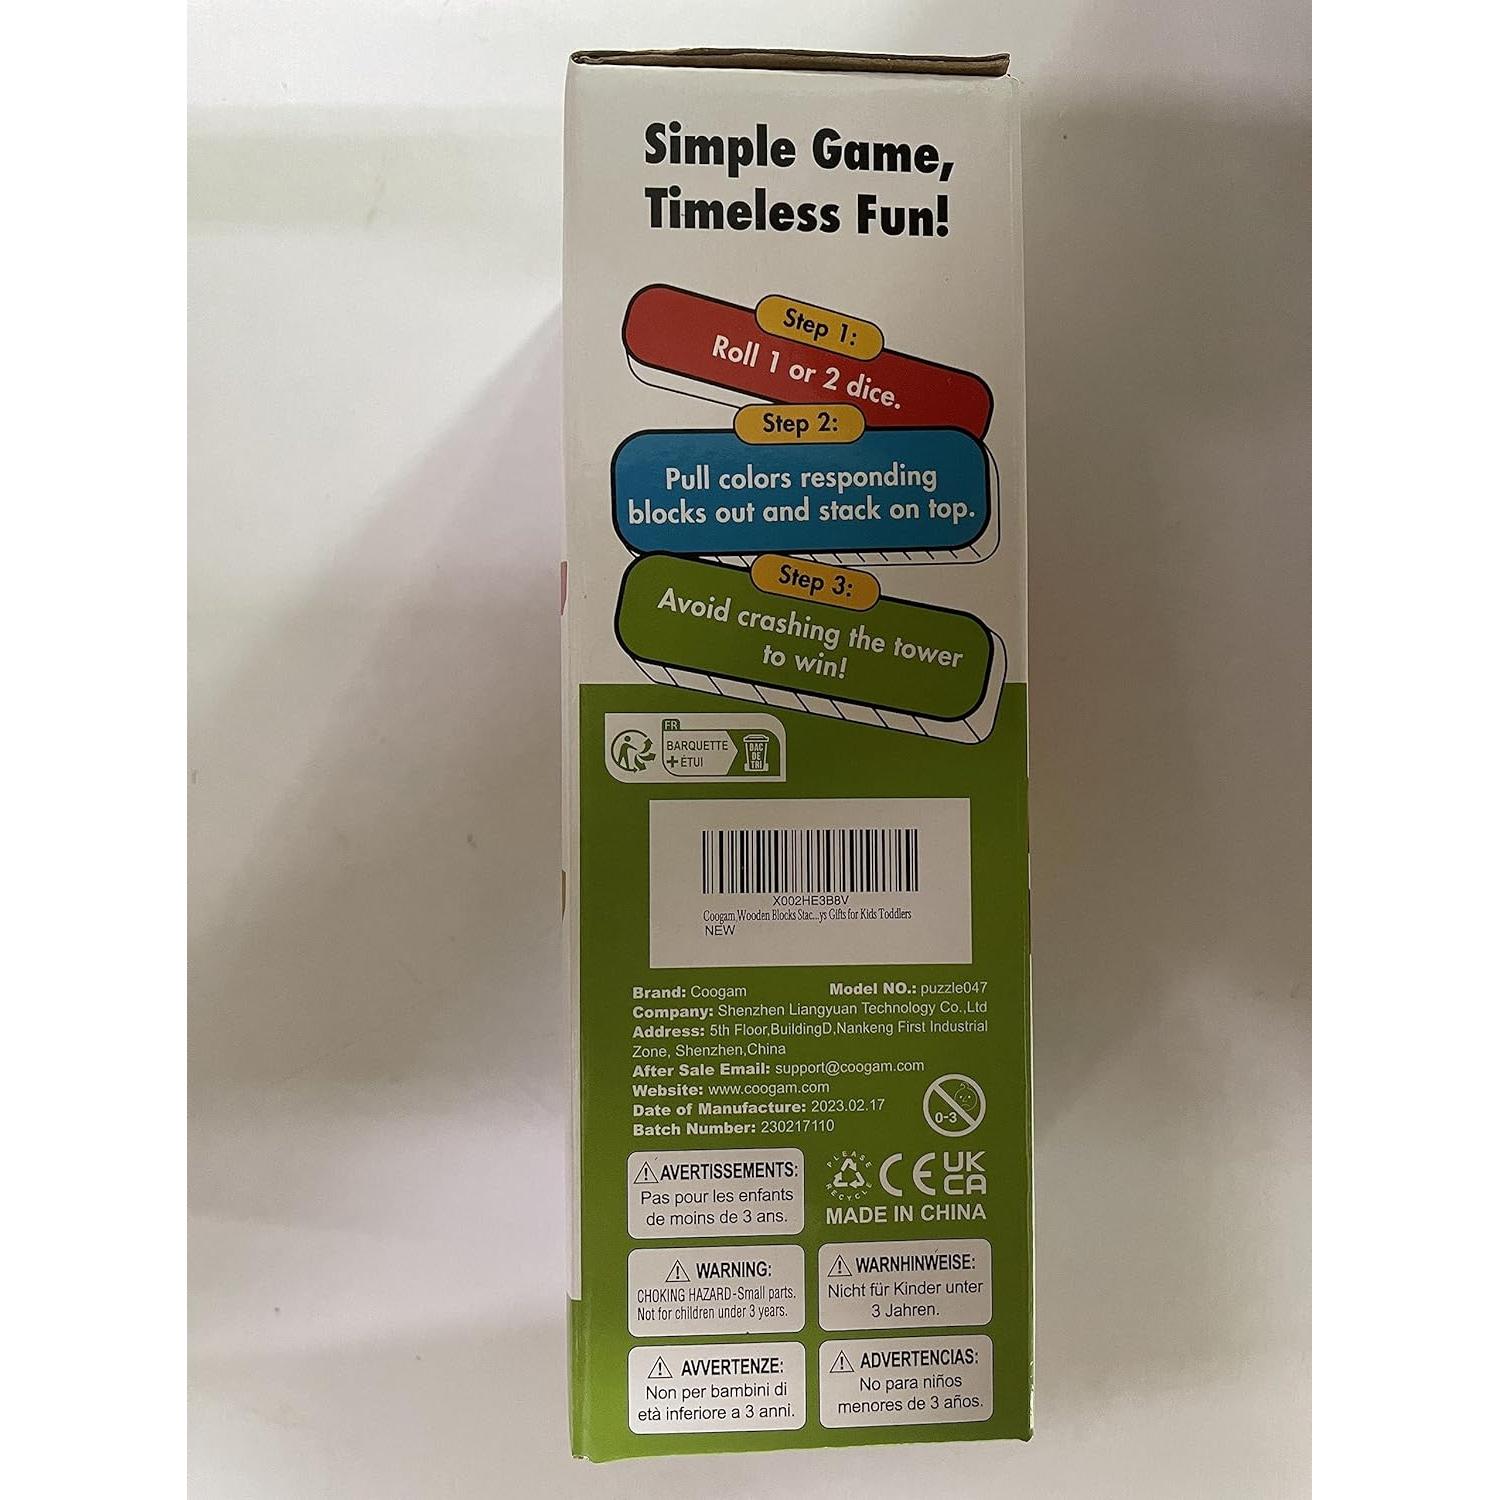 Simple Game,
Timeless Fun!
Step 1:
Roll 1 or 2 dice.
Step 2:
Pull colors responding
blocks out and stack on top.
Step 3:
Avoid crashing the tower
to win!
FR
BARQUETTE
+ÉTUI
BAC
DE
TRI
X002HE3B8V
Coogam,Wooden Blocks Stac...ys Gifts for Kids Toddlers
NEW
Brand: Coogam Model NO.: puzzle047
Company: Shenzhen Liangyuan Technology Co.,Ltd
Address: 5th Floor,BuildingD,Nankeng First Industrial
Zone, Shenzhen,China
After Sale Email: support@coogam.com
Website: www.coogam.com
Date of Manufacture: 2023.02.17
Batch Number: 230217110
0-3
AVERTISSEMENTS:
Pas pour les enfants
de moins de 3 ans.
PLEASE
RECYCLE
CE
UK
CA
MADE IN CHINA
WARNING:
CHOKING HAZARD-Small parts.
Not for children under 3 years.
WARNHINWEISE:
Nicht für Kinder unter
3 Jahren.
AVVERTENZE:
Non per bambini di
età inferiore a 3 anni.
ADVERTENCIAS:
No para niños
menores de 3 años.